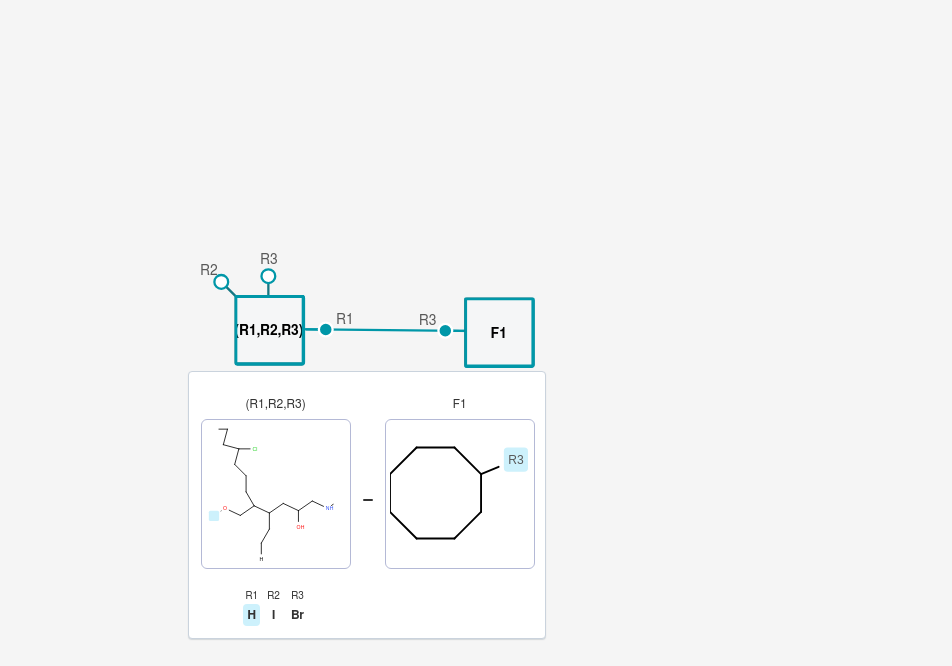 R3
R2
(R1,R2,R3)
R1
R3
F1
(R1,R2,R3)
F1
Cl
O
OH
NH
H
R3
–
R1 R2 R3
H I Br